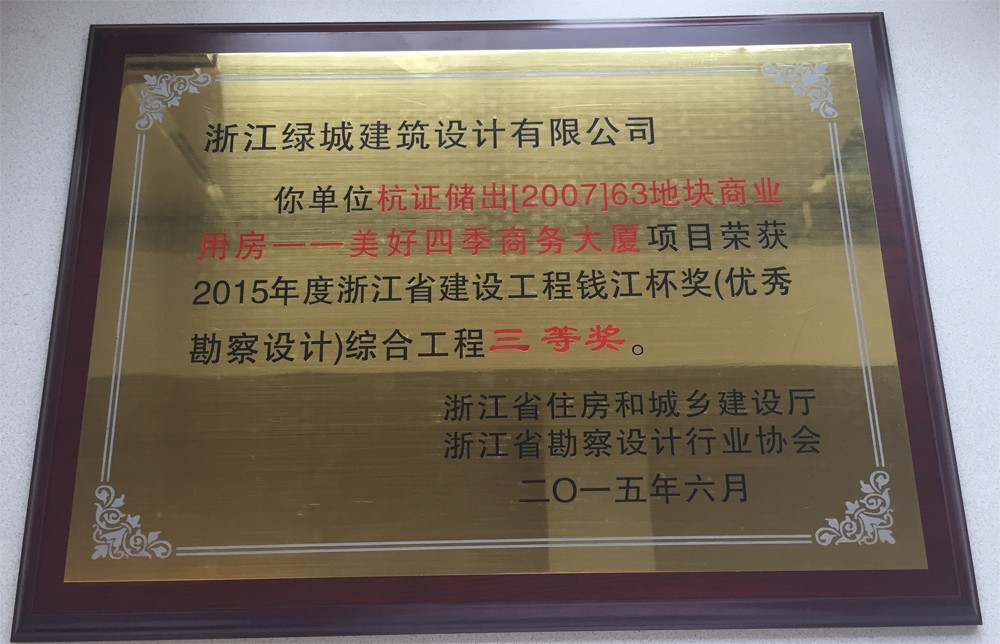 浙江绿城建筑设计有限公司
你单位杭证储出[2007]63地块商业
用房——美好四季商务大厦项目荣获
2015年度浙江省建设工程钱江杯奖(优秀
勘察设计)综合工程三等奖。
浙江省住房和城乡建设厅
浙江省勘察设计行业协会
二〇一五年六月